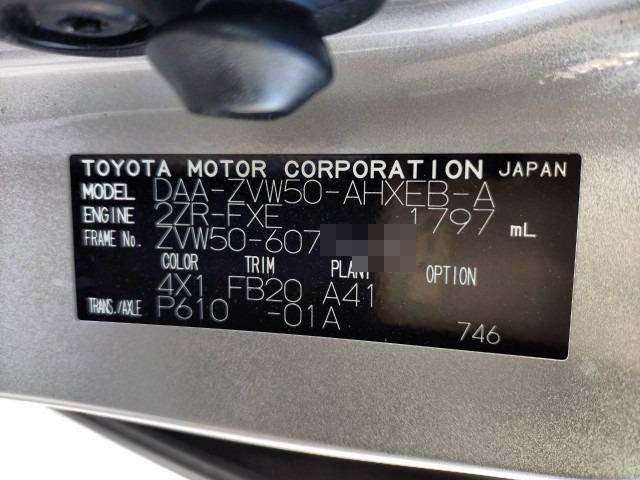 TOYOTA MOTOR CORPORATION JAPAN
MODEL DAA-ZVW50-AHXEB-A
ENGINE 2ZR-FXE 1797 mL
FRAME No. ZVW50-607
COLOR TRIM PLANT OPTION
4X1 FB20 A41
TRANS./AXLE P610 -01A
746